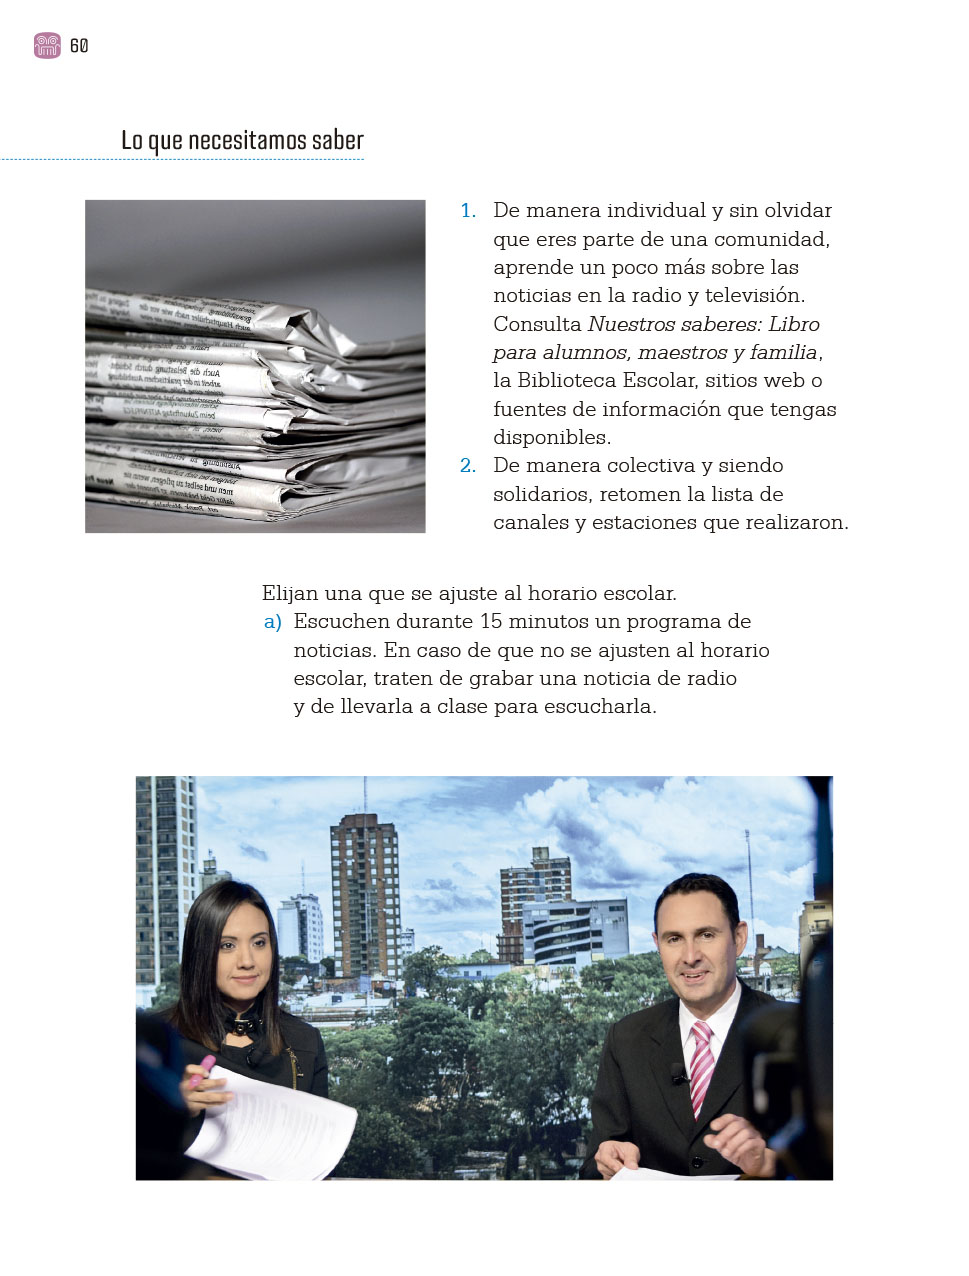 60
Lo que necesitamos saber
1. De manera individual y sin olvidar
que eres parte de una comunidad,
aprende un poco más sobre las
noticias en la radio y televisión.
Consulta Nuestros saberes: Libro
para alumnos, maestros y familia,
la Biblioteca Escolar, sitios web o
fuentes de información que tengas
disponibles.
2. De manera colectiva y siendo
solidarios, retomen la lista de
canales y estaciones que realizaron.
Elijan una que se ajuste al horario escolar.
a) Escuchen durante 15 minutos un programa de
noticias. En caso de que no se ajusten al horario
escolar, traten de grabar una noticia de radio
y de llevarla a clase para escucharla.